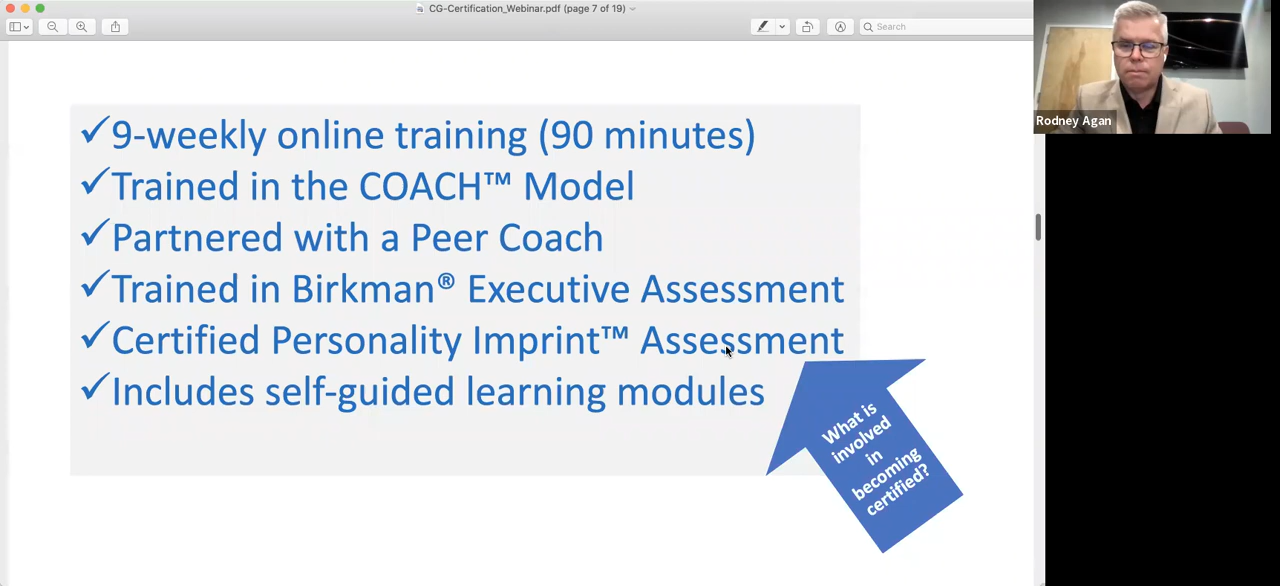 CG-Certification_Webinar.pdf (page 7 of 19)
Search
Rodney Agan
✓9-weekly online training (90 minutes)
✓Trained in the COACH™ Model
✓Partnered with a Peer Coach
✓Trained in Birkman® Executive Assessment
✓Certified Personality Imprint™ Assessment
✓Includes self-guided learning modules
What is
involved
in
becoming
certified?